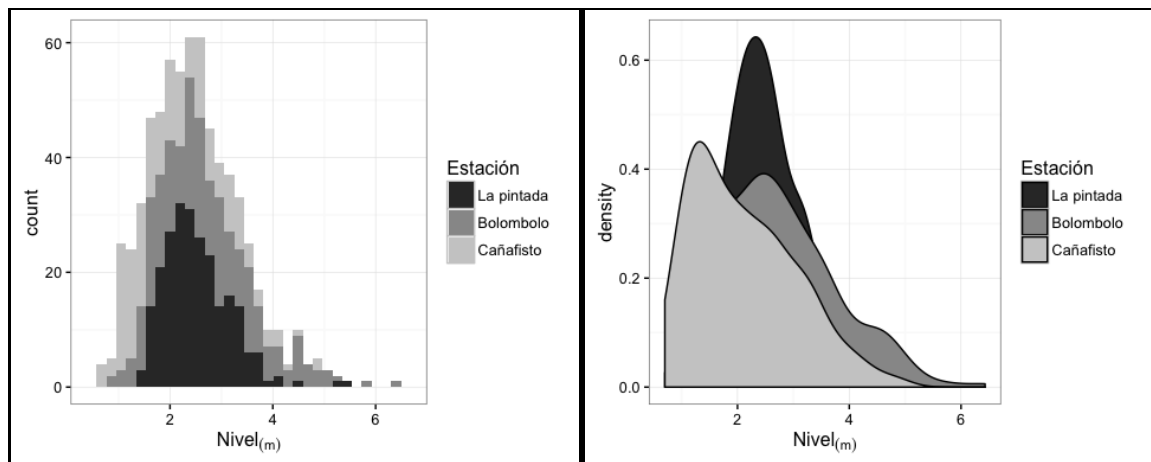 60
40
20
0
count
2
4
6
Nivel(m)
Estación
La pintada
Bolombolo
Cañafisto
0.6
0.4
0.2
0.0
density
2
4
6
Nivel(m)
Estación
La pintada
Bolombolo
Cañafisto